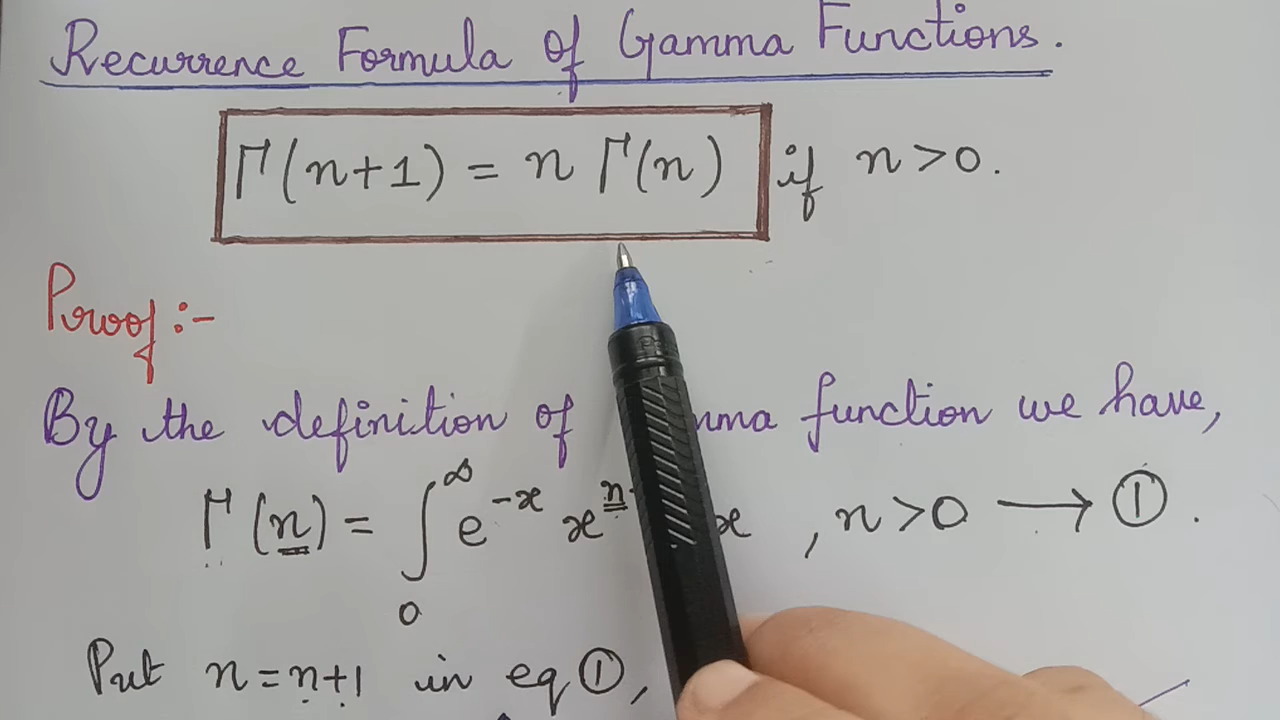 Recurrence Formula of Gamma Functions.
Γ(n+1) = n Γ(n) if n>0.
Proof:-
By the definition of mma function we have,
Γ(n) = ∫₀^∞ e^{-x} x^{n- x , n>0 → ①.
Put n=n+1 in eq ①,